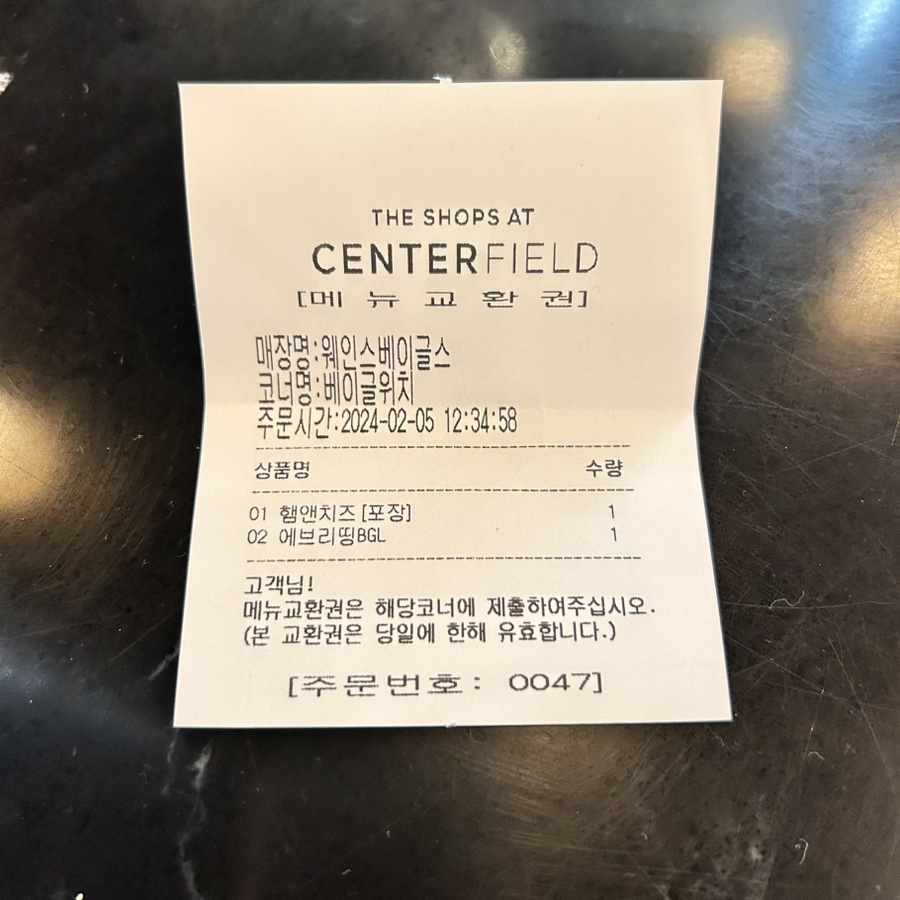 THE SHOPS AT
CENTERFIELD
[메 뉴 교 환 권]
매장명:웨인스베이글스
코너명:베이글위치
주문시간:2024-02-05 12:34:58
상품명 수량
01 햄앤치즈[포장] 1
02 에브리띵BGL 1
고객님!
메뉴교환권은 해당코너에 제출하여주십시오.
(본 교환권은 당일에 한해 유효합니다.)
[주문번호: 0047]